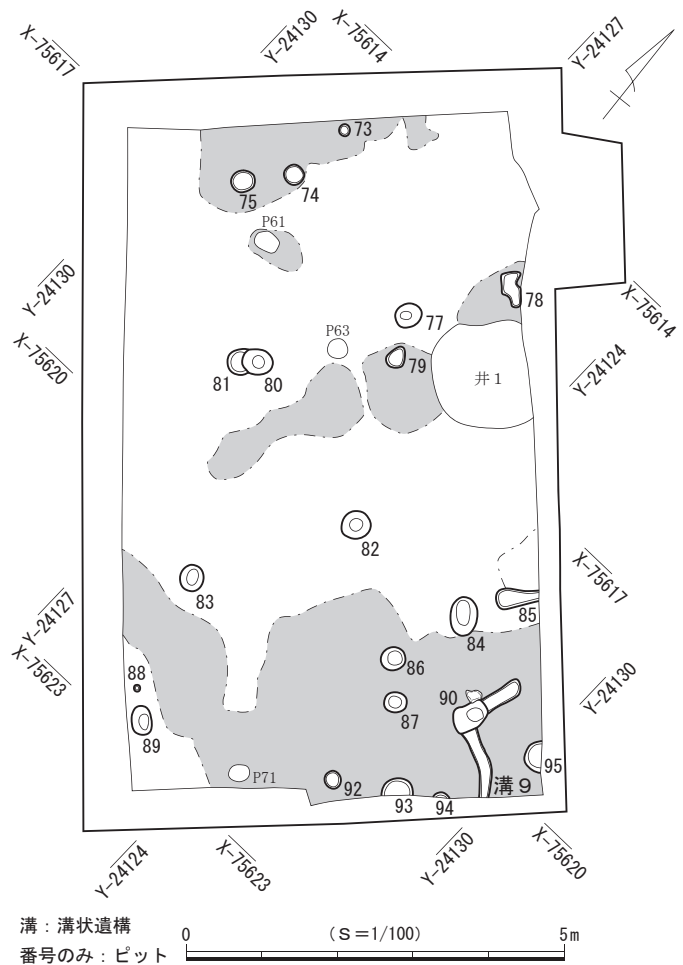 X-75617
Y-24130
X-75614
Y-24127
73
74
75
P61
Y-24130
78
X-75614
77
P63
79
X-75620
81
80
井1
Y-24124
82
X-75617
83
85
84
Y-24127
X-75623
86
88
90
Y-24130
87
89
P71
92
溝9
95
93
94
Y-24124
X-75623
Y-24130
X-75620
溝：溝状遺構
番号のみ：ピット
0
（S＝1/100）
5m